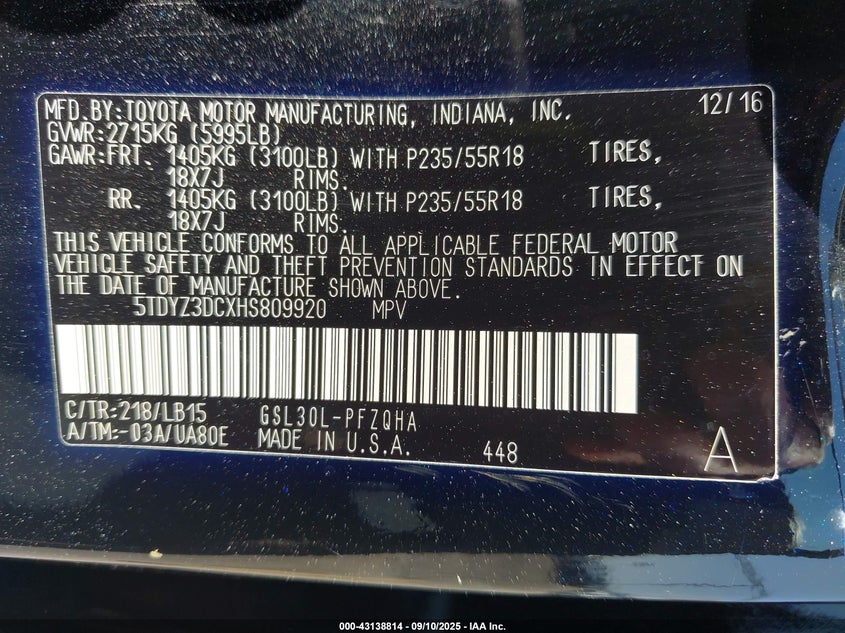 MFD.BY:TOYOTA MOTOR MANUFACTURING, INDIANA, INC. 12/16
GVWR:2715KG (5995LB)
GAWR:FRT. 1405KG (3100LB) WITH P235/55R18 TIRES,
18X7J RIMS.
RR. 1405KG (3100LB) WITH P235/55R18 TIRES,
18X7J RIMS.
THIS VEHICLE CONFORMS TO ALL APPLICABLE FEDERAL MOTOR
VEHICLE SAFETY AND THEFT PREVENTION STANDARDS IN EFFECT ON
THE DATE OF MANUFACTURE SHOWN ABOVE.
5TDYZ3DCXHS809920 MPV
C/TR:218/LB15 GSL30L-PFZQHA
A/TM:-03A/UA80E MADE IN U.S.A. 448 A
000-43138814 - 09/10/2025 - IAA Inc.